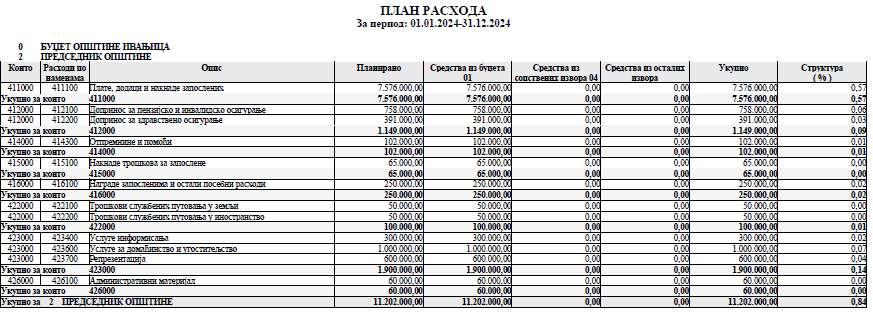 ПЛАН РАСХОДА
За период: 01.01.2024-31.12.2024
0 БУЏЕТ ОПШТИНЕ ИВАЊИЦА
2 ПРЕДСЕДНИК ОПШТИНЕ
Конто Расходи по наменама Опис Планирано Средства из буџета 01 Средства из сопствених извора 04 Средства из осталих извора Укупно Структура ( % )
411000 411100 Плате, додаци и накнаде запослених 7.576.000,00 7.576.000,00 0,00 0,00 7.576.000,00 0,57
Укупно за конто 411000 7.576.000,00 7.576.000,00 0,00 0,00 7.576.000,00 0,57
412000 412100 Допринос за пензијско и инвалидско осигурање 758.000,00 758.000,00 0,00 0,00 758.000,00 0,06
412000 412200 Допринос за здравствено осигурање 391.000,00 391.000,00 0,00 0,00 391.000,00 0,03
Укупно за конто 412000 1.149.000,00 1.149.000,00 0,00 0,00 1.149.000,00 0,09
414000 414300 Отпремнине и помоћи 102.000,00 102.000,00 0,00 0,00 102.000,00 0,01
Укупно за конто 414000 102.000,00 102.000,00 0,00 0,00 102.000,00 0,01
415000 415100 Накнаде трошкова за запослене 65.000,00 65.000,00 0,00 0,00 65.000,00 0,00
Укупно за конто 415000 65.000,00 65.000,00 0,00 0,00 65.000,00 0,00
416000 416100 Награде запосленима и остали посебни расходи 250.000,00 250.000,00 0,00 0,00 250.000,00 0,02
Укупно за конто 416000 250.000,00 250.000,00 0,00 0,00 250.000,00 0,02
422000 422100 Трошкови службених путовања у земљи 50.000,00 50.000,00 0,00 0,00 50.000,00 0,00
422000 422200 Трошкови службених путовања у иностранство 50.000,00 50.000,00 0,00 0,00 50.000,00 0,00
Укупно за конто 422000 100.000,00 100.000,00 0,00 0,00 100.000,00 0,01
423000 423400 Услуге информисања 300.000,00 300.000,00 0,00 0,00 300.000,00 0,02
423000 423600 Услуге за домаћинство и угоститељство 1.000.000,00 1.000.000,00 0,00 0,00 1.000.000,00 0,07
423000 423700 Репрезентација 600.000,00 600.000,00 0,00 0,00 600.000,00 0,04
Укупно за конто 423000 1.900.000,00 1.900.000,00 0,00 0,00 1.900.000,00 0,14
426000 426100 Административни материјал 60.000,00 60.000,00 0,00 0,00 60.000,00 0,00
Укупно за конто 426000 60.000,00 60.000,00 0,00 0,00 60.000,00 0,00
Укупно за 2 ПРЕДСЕДНИК ОПШТИНЕ 11.202.000,00 11.202.000,00 0,00 0,00 11.202.000,00 0,84